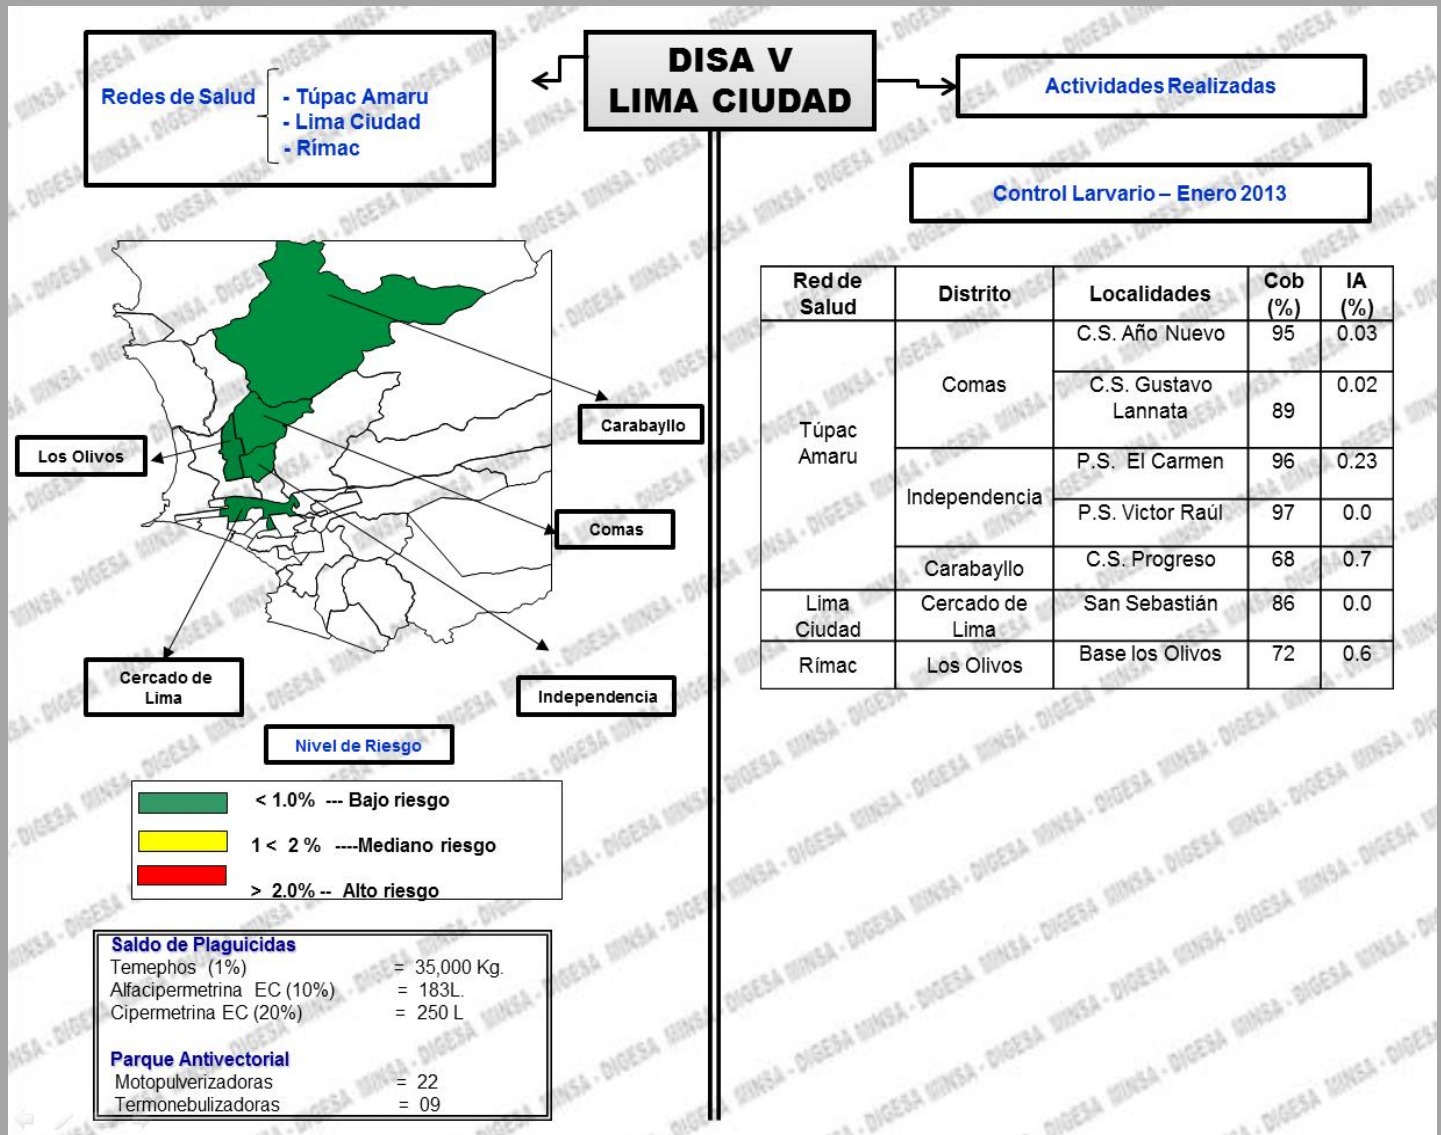 DISA V
LIMA CIUDAD
Redes de Salud
- Túpac Amaru
- Lima Ciudad
- Rímac
Actividades Realizadas
Control Larvario – Enero 2013
Carabayllo
Los Olivos
Comas
Cercado de
Lima
Independencia
Nivel de Riesgo
< 1.0% --- Bajo riesgo
1 < 2 % ----Mediano riesgo
> 2.0% -- Alto riesgo
Saldo de Plaguicidas
Temephos (1%) = 35,000 Kg.
Alfacipermetrina EC (10%) = 183L.
Cipermetrina EC (20%) = 250 L
Parque Antivectorial
Motopulverizadoras = 22
Termonebulizadoras = 09
Red de Salud Distrito Localidades Cob (%) IA (%)
Túpac Amaru Comas C.S. Año Nuevo 95 0.03
C.S. Gustavo Lannata 89 0.02
Independencia P.S. El Carmen 96 0.23
P.S. Victor Raúl 97 0.0
Carabayllo C.S. Progreso 68 0.7
Lima Ciudad Cercado de Lima San Sebastián 86 0.0
Rímac Los Olivos Base los Olivos 72 0.6
MINSA - DIGESA MINSA - DIGESA MINSA - DIGESA